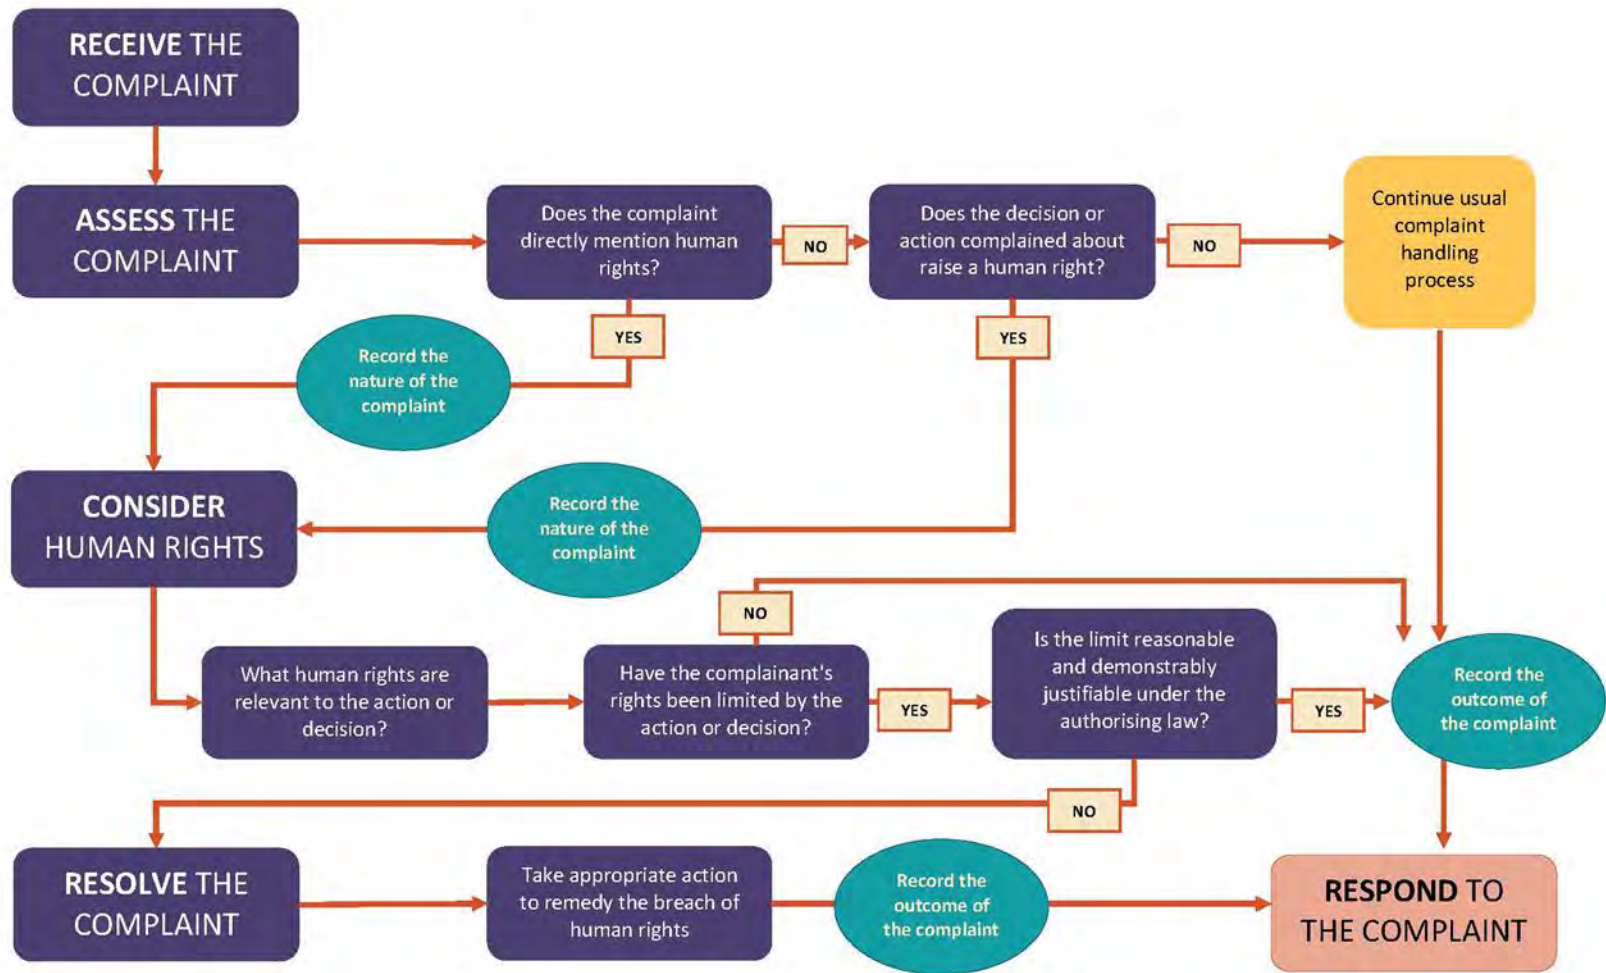 RECEIVE THE
COMPLAINT
ASSESS THE
COMPLAINT
Does the complaint
directly mention human
rights?
NO
Does the decision or
action complained about
raise a human right?
NO
Continue usual
complaint
handling
process
YES
YES
Record the
nature of the
complaint
CONSIDER
HUMAN RIGHTS
Record the
nature of the
complaint
NO
What human rights are
relevant to the action or
decision?
Have the complainant's
rights been limited by the
action or decision?
YES
Is the limit reasonable
and demonstrably
justifiable under the
authorising law?
YES
Record the
outcome of
the complaint
NO
RESOLVE THE
COMPLAINT
Take appropriate action
to remedy the breach of
human rights
Record the
outcome of
the complaint
RESPOND TO
THE COMPLAINT